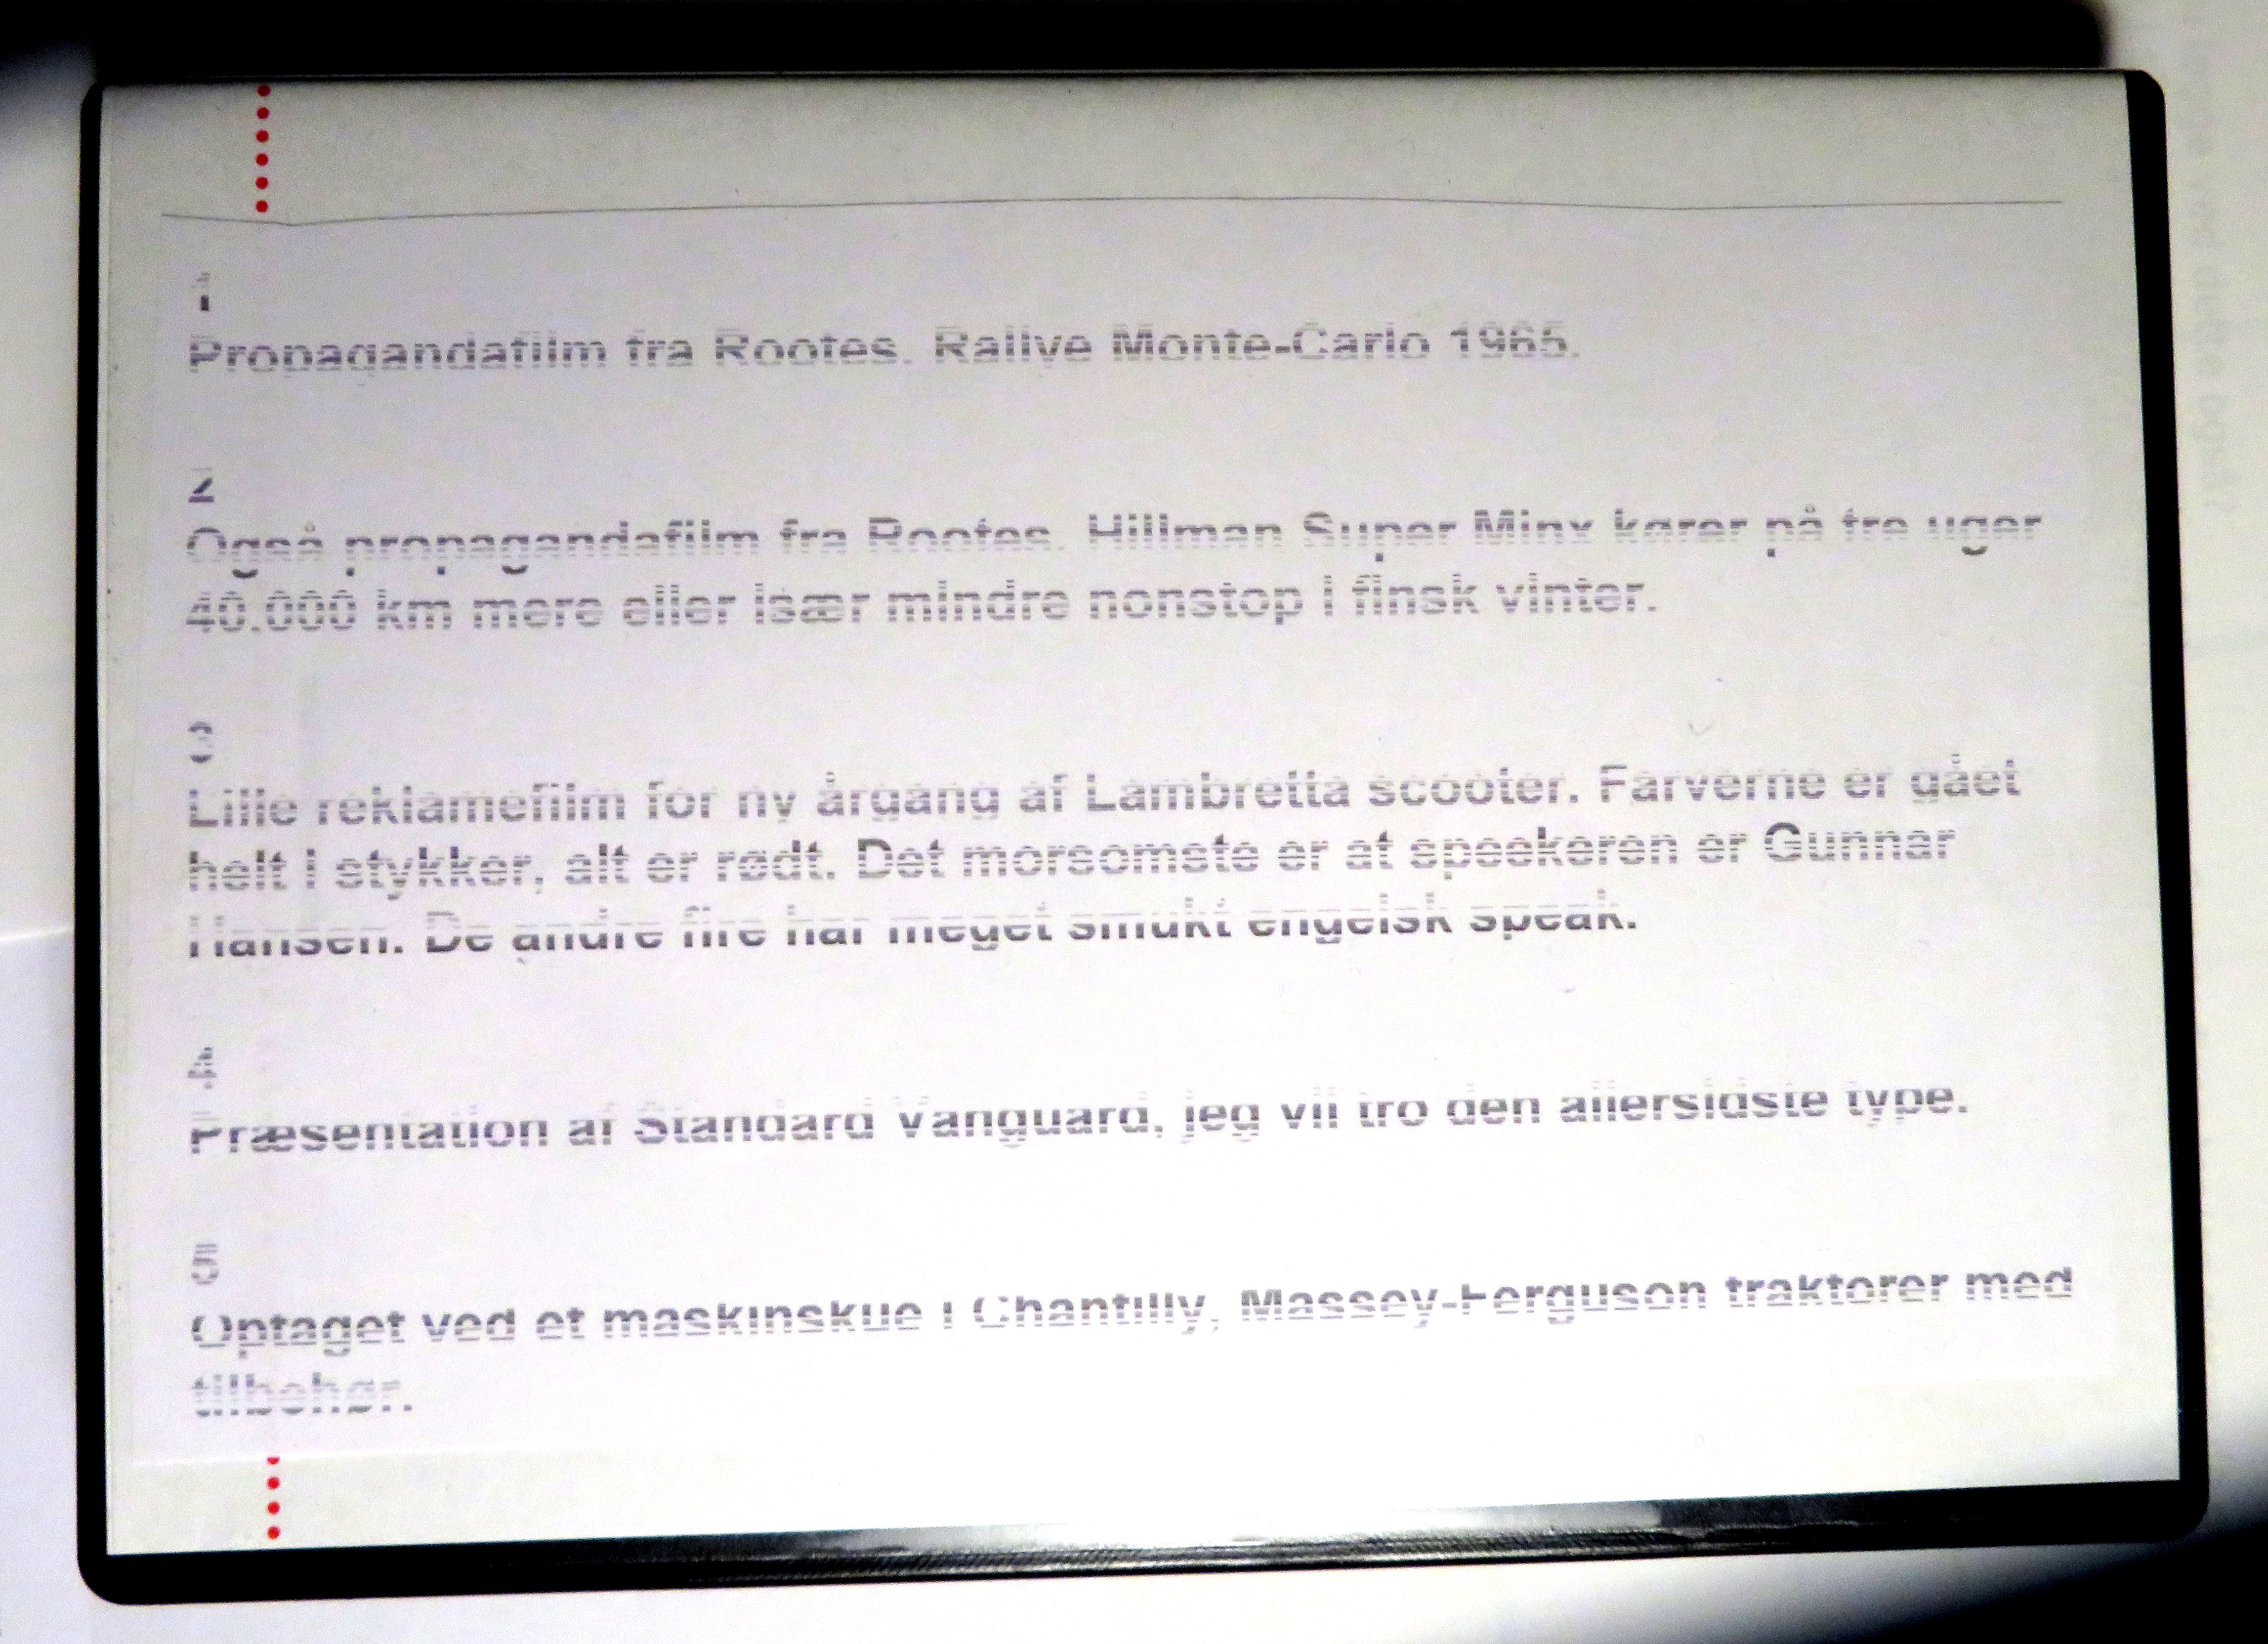 1
Propagandafilm fra Rootes. Rallye Monte-Carlo 1965.
2
Også propagandafilm fra Rootes. Hillman Super Minx kører på tre uger
40.000 km mere eller især mindre nonstop i finsk vinter.
3
Lille reklamefilm for ny årgang af Lambretta scooter. Farverne er gået
helt i stykker, alt er rødt. Det morsomste er at speekeren er Gunnar
Hansen. De andre fire har meget smukt engelsk speak.
4
Præsentation af Standard Vanguard, jeg vil tro den allersidste type.
5
Optaget ved et maskinskue i Chantilly, Massey-Ferguson traktorer med
tilbehør.